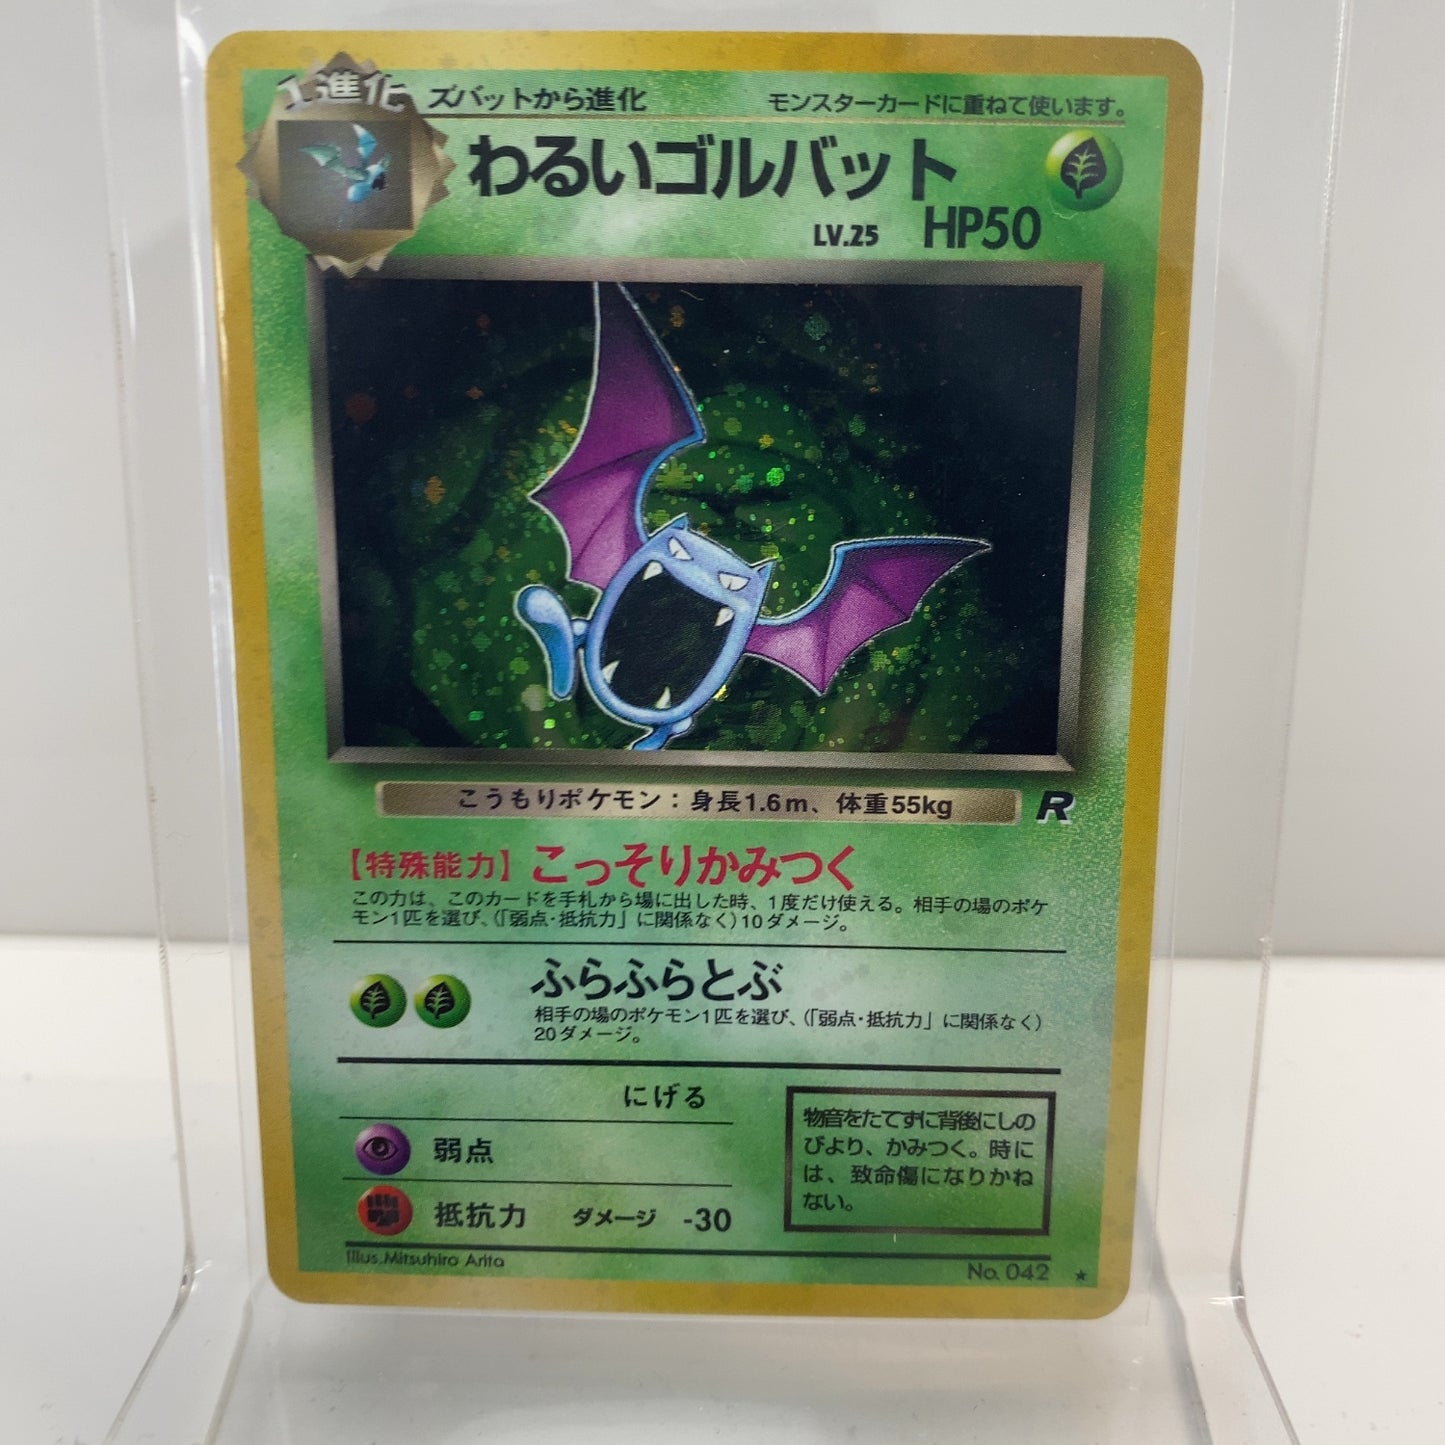 1進化 ズバットから進化 モンスターカードに重ねて使います。
わるいゴルバット
LV.25 HP50
こうもりポケモン：身長1.6m、体重55kg R
【特殊能力】こっそりかみつく
この力は、このカードを手札から場に出した時、1度だけ使える。相手の場のポケ
モン1匹を選び、（「弱点・抵抗力」に関係なく）10ダメージ。
ふらふらとぶ
相手の場のポケモン1匹を選び、（「弱点・抵抗力」に関係なく）
20ダメージ。
にげる
弱点
抵抗力 ダメージ -30
物音をたてずに背後にしの
びより、かみつく。時に
は、致命傷になりかね
ない。
Illus.Mitsuhiro Arita
No. 042 ★